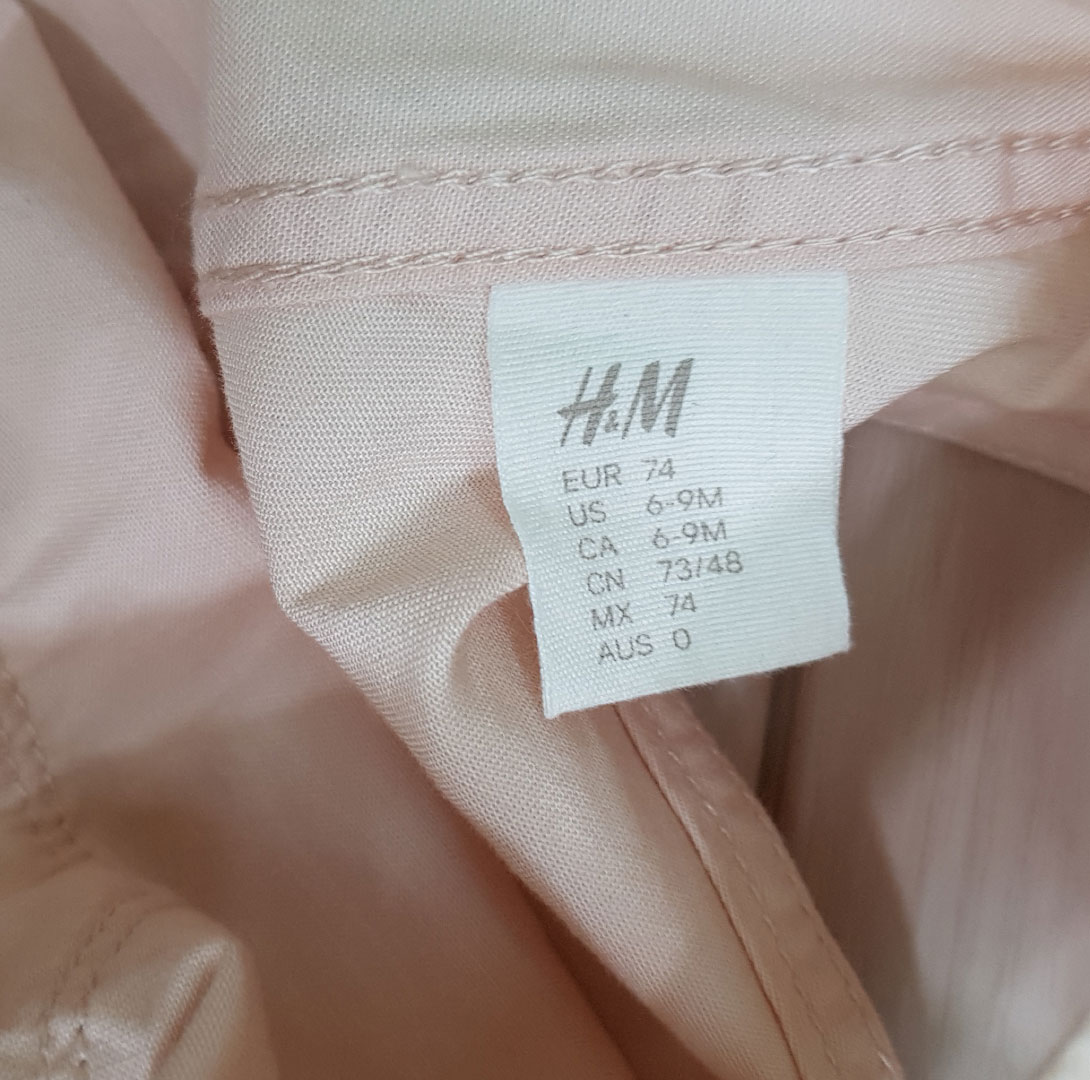 H&M
EUR 74
US 6-9M
CA 6-9M
CN 73/48
MX 74
AUS 0